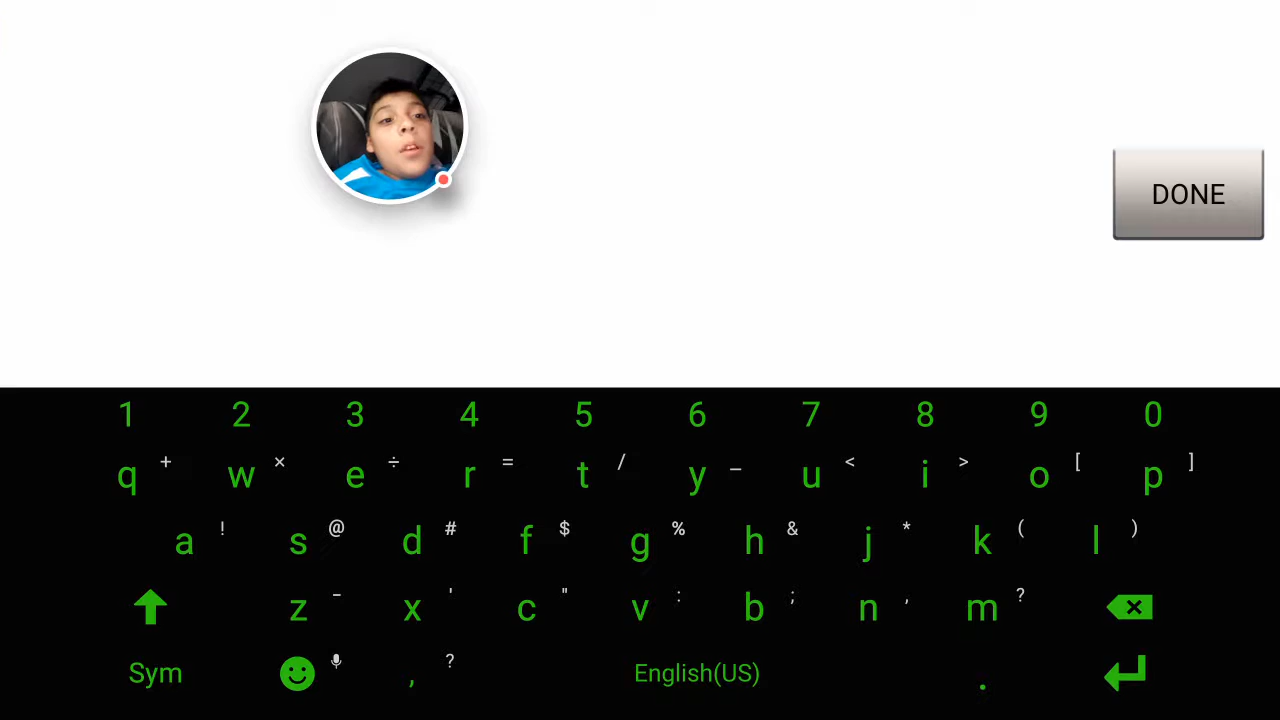 DONE
1 2 3 4 5 6 7 8 9 0
q + w × e ÷ r = t / y _ u < i > o [ p ]
a ! s @ d # f $ g % h & j * k ( l )
z - x ' c " v : b ; n , m ?
Sym , ? English(US) .